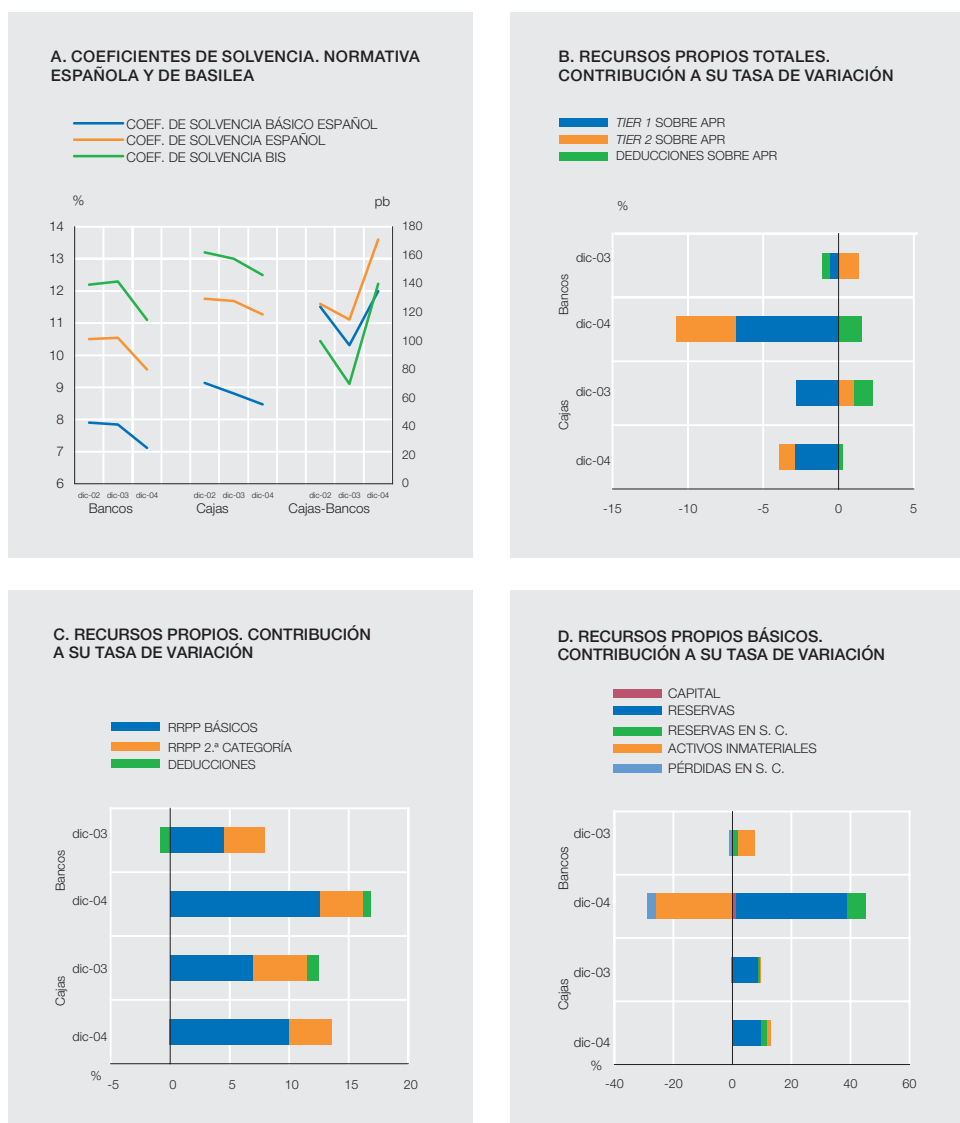 A. COEFICIENTES DE SOLVENCIA. NORMATIVA
ESPAÑOLA Y DE BASILEA
COEF. DE SOLVENCIA BÁSICO ESPAÑOL
COEF. DE SOLVENCIA ESPAÑOL
COEF. DE SOLVENCIA BIS
%
pb
14
13
12
11
10
9
8
7
6
180
160
140
120
100
80
60
40
20
0
dic-02 dic-03 dic-04 dic-02 dic-03 dic-04 dic-02 dic-03 dic-04
Bancos Cajas Cajas-Bancos
B. RECURSOS PROPIOS TOTALES.
CONTRIBUCIÓN A SU TASA DE VARIACIÓN
TIER 1 SOBRE APR
TIER 2 SOBRE APR
DEDUCCIONES SOBRE APR
%
Bancos
dic-03
dic-04
Cajas
dic-03
dic-04
-15 -10 -5 0 5
C. RECURSOS PROPIOS. CONTRIBUCIÓN
A SU TASA DE VARIACIÓN
RRPP BÁSICOS
RRPP 2.ª CATEGORÍA
DEDUCCIONES
Bancos
dic-03
dic-04
Cajas
dic-03
dic-04
%
-5 0 5 10 15 20
D. RECURSOS PROPIOS BÁSICOS.
CONTRIBUCIÓN A SU TASA DE VARIACIÓN
CAPITAL
RESERVAS
RESERVAS EN S. C.
ACTIVOS INMATERIALES
PÉRDIDAS EN S. C.
Bancos
dic-03
dic-04
Cajas
dic-03
dic-04
%
-40 -20 0 20 40 60